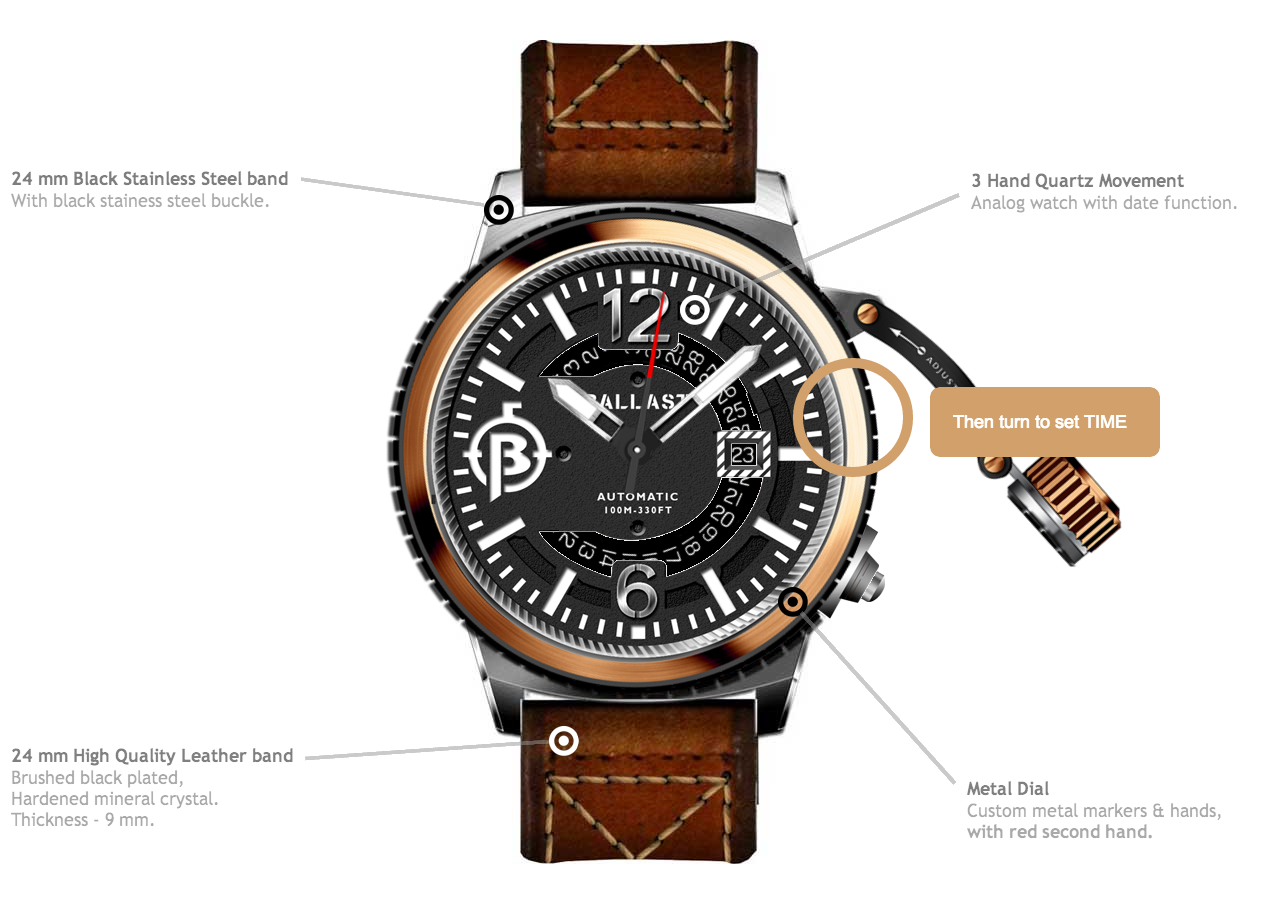 24 mm Black Stainless Steel band
With black stainess steel buckle.
3 Hand Quartz Movement
Analog watch with date function.
12
BALLAST
ADJUS
Then turn to set TIME
25
23
AUTOMATIC
100M-330FT
6
24 mm High Quality Leather band
Brushed black plated,
Hardened mineral crystal.
Thickness - 9 mm.
Metal Dial
Custom metal markers & hands,
with red second hand.